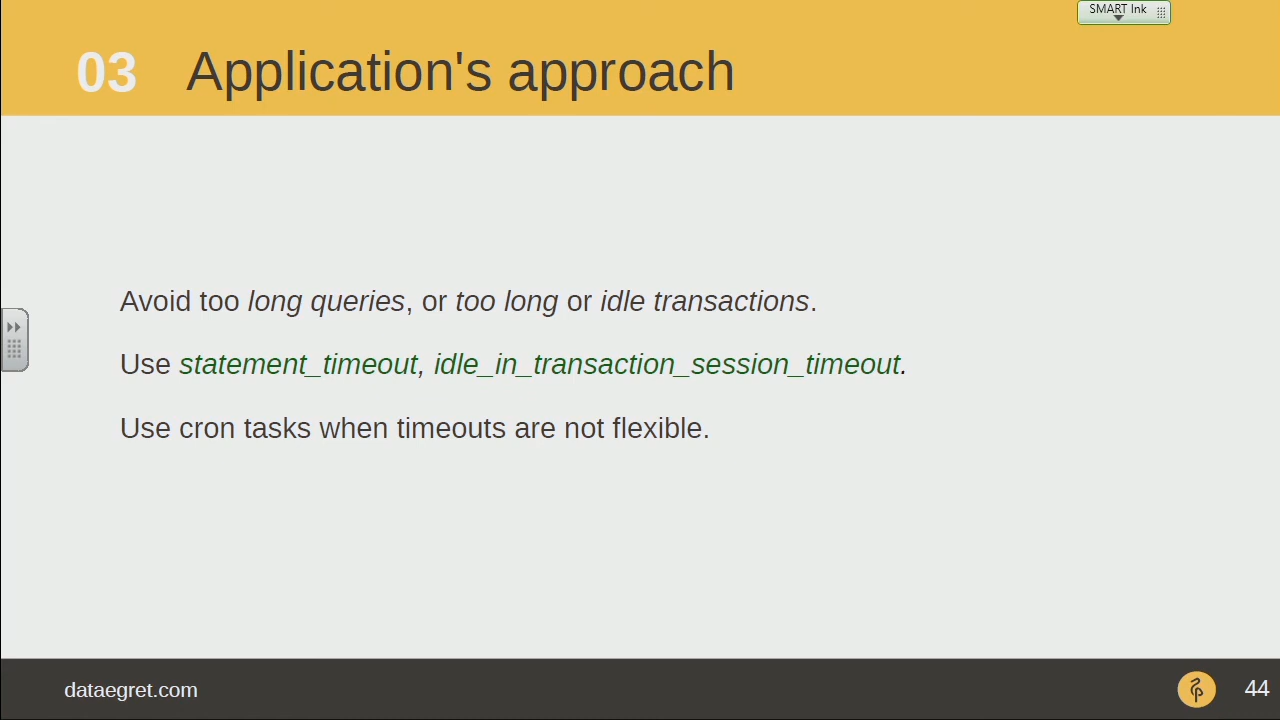 SMART Ink
03 Application's approach
Avoid too long queries, or too long or idle transactions.
Use statement_timeout, idle_in_transaction_session_timeout.
Use cron tasks when timeouts are not flexible.
dataegret.com
44